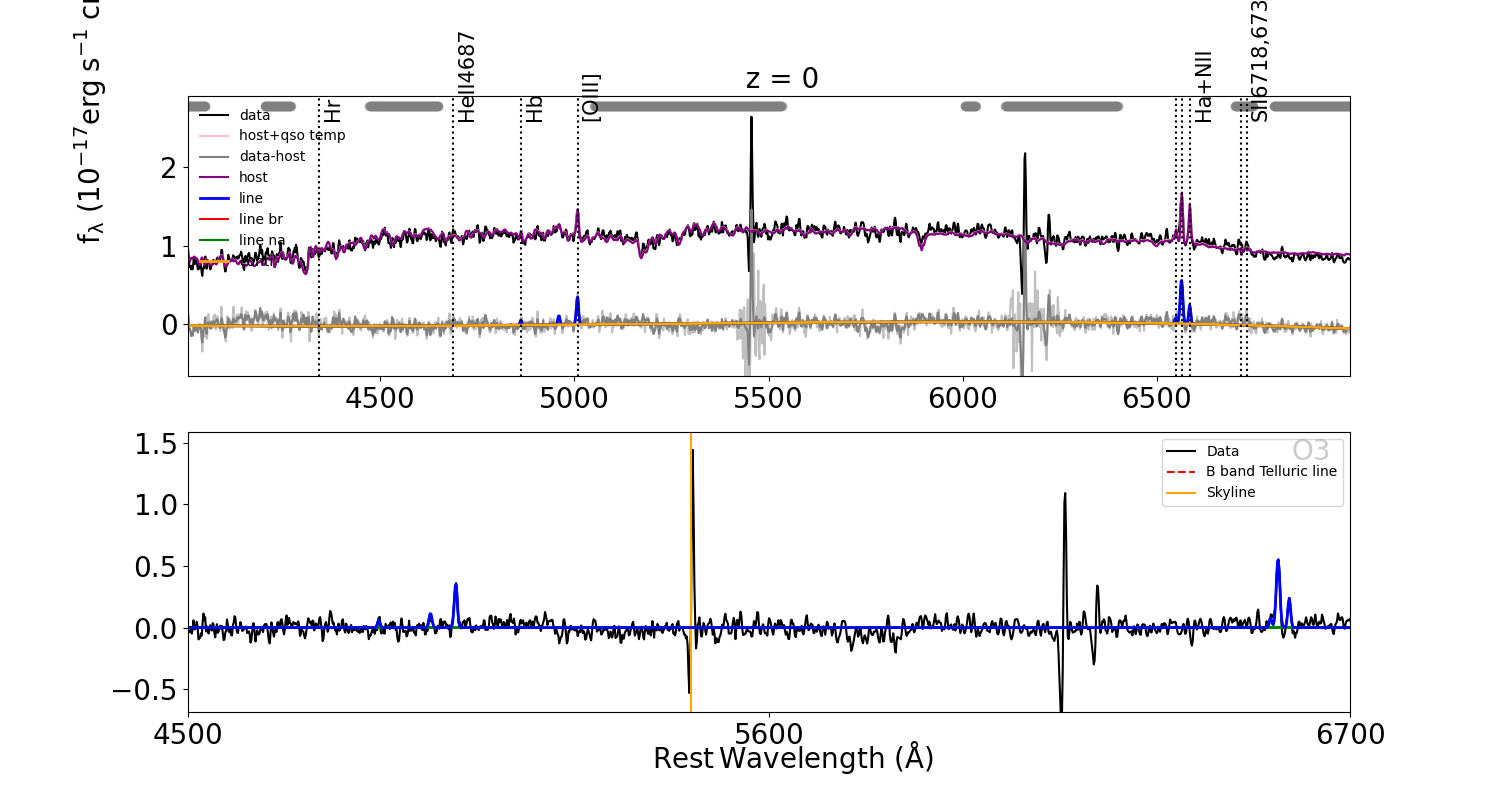 z = 0
f_λ (10^−17 erg s^−1
Hr
HeII4687
Hb
[OIII]
Ha+NII
SII6718,673
data
host+qso temp
data-host
host
line
line br
line na
2
1
0
4500 5000 5500 6000 6500
O3
Data
B band Telluric line
Skyline
1.5
1.0
0.5
0.0
−0.5
4500 5600 6700
Rest Wavelength (Å)